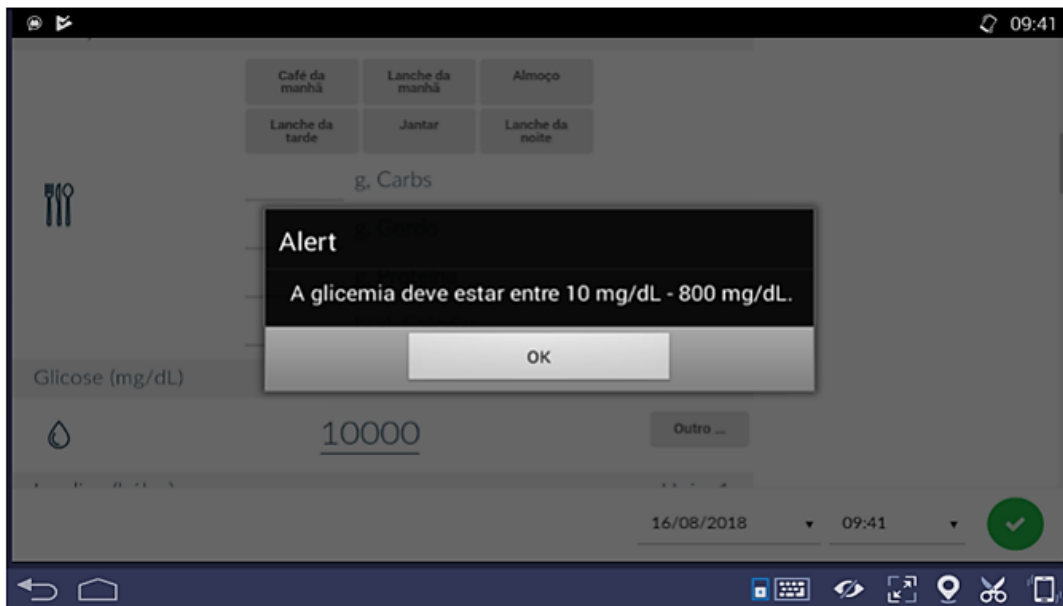 09:41
Café da
manhã
Lanche da
manhã
Almoço
Lanche da
tarde
Jantar
Lanche da
noite
g, Carbs
Alert
A glicemia deve estar entre 10 mg/dL - 800 mg/dL.
OK
Glicose (mg/dL)
10000
Outro ...
16/08/2018
09:41